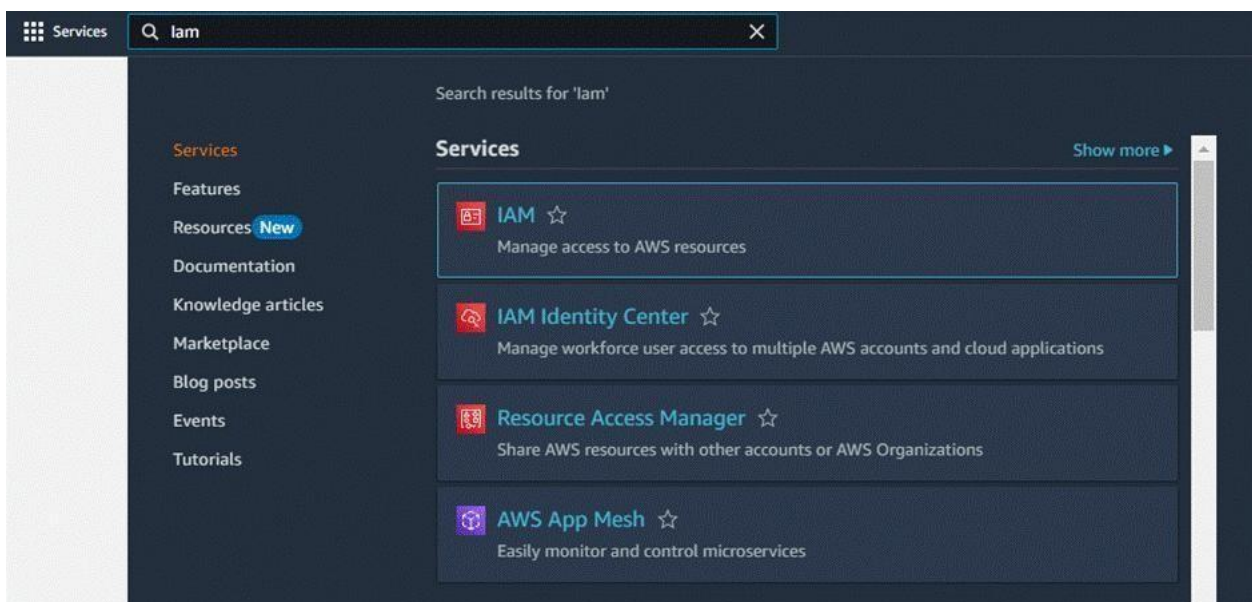 Services
Iam
Search results for 'Iam'
Services
Features
Resources New
Documentation
Knowledge articles
Marketplace
Blog posts
Events
Tutorials
Services
Show more
IAM
Manage access to AWS resources
IAM Identity Center
Manage workforce user access to multiple AWS accounts and cloud applications
Resource Access Manager
Share AWS resources with other accounts or AWS Organizations
AWS App Mesh
Easily monitor and control microservices